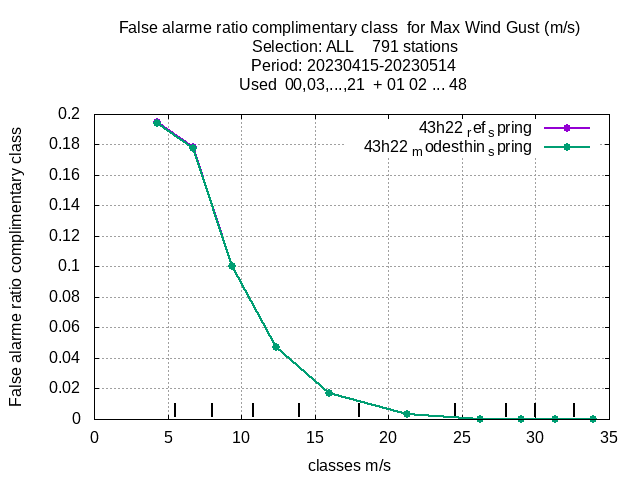 False alarme ratio complimentary class  for Max Wind Gust (m/s)
Selection: ALL    791 stations
Period: 20230415-20230514
Used  00,03,...,21  + 01 02 ... 48
43h22 ref spring
43h22 modesthin spring
False alarme ratio complimentary class
0.2
0.18
0.16
0.14
0.12
0.1
0.08
0.06
0.04
0.02
0
0 5 10 15 20 25 30 35
classes m/s